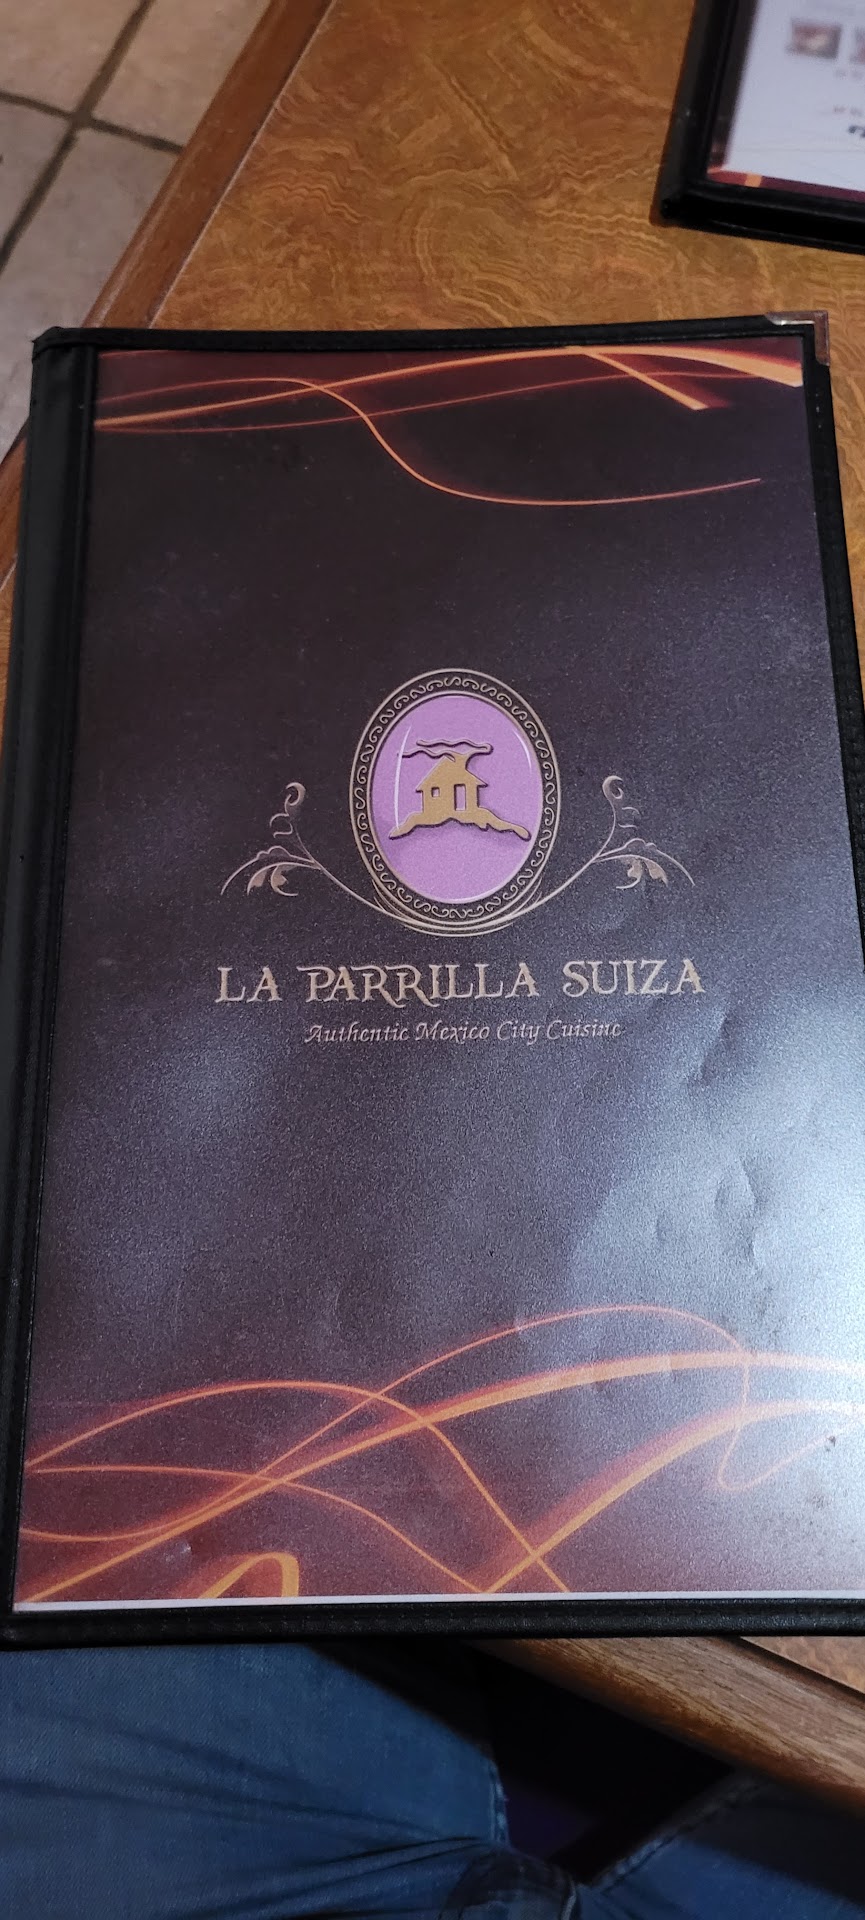 LA PARRILLA SUIZA
Authentic Mexico City Cuisine